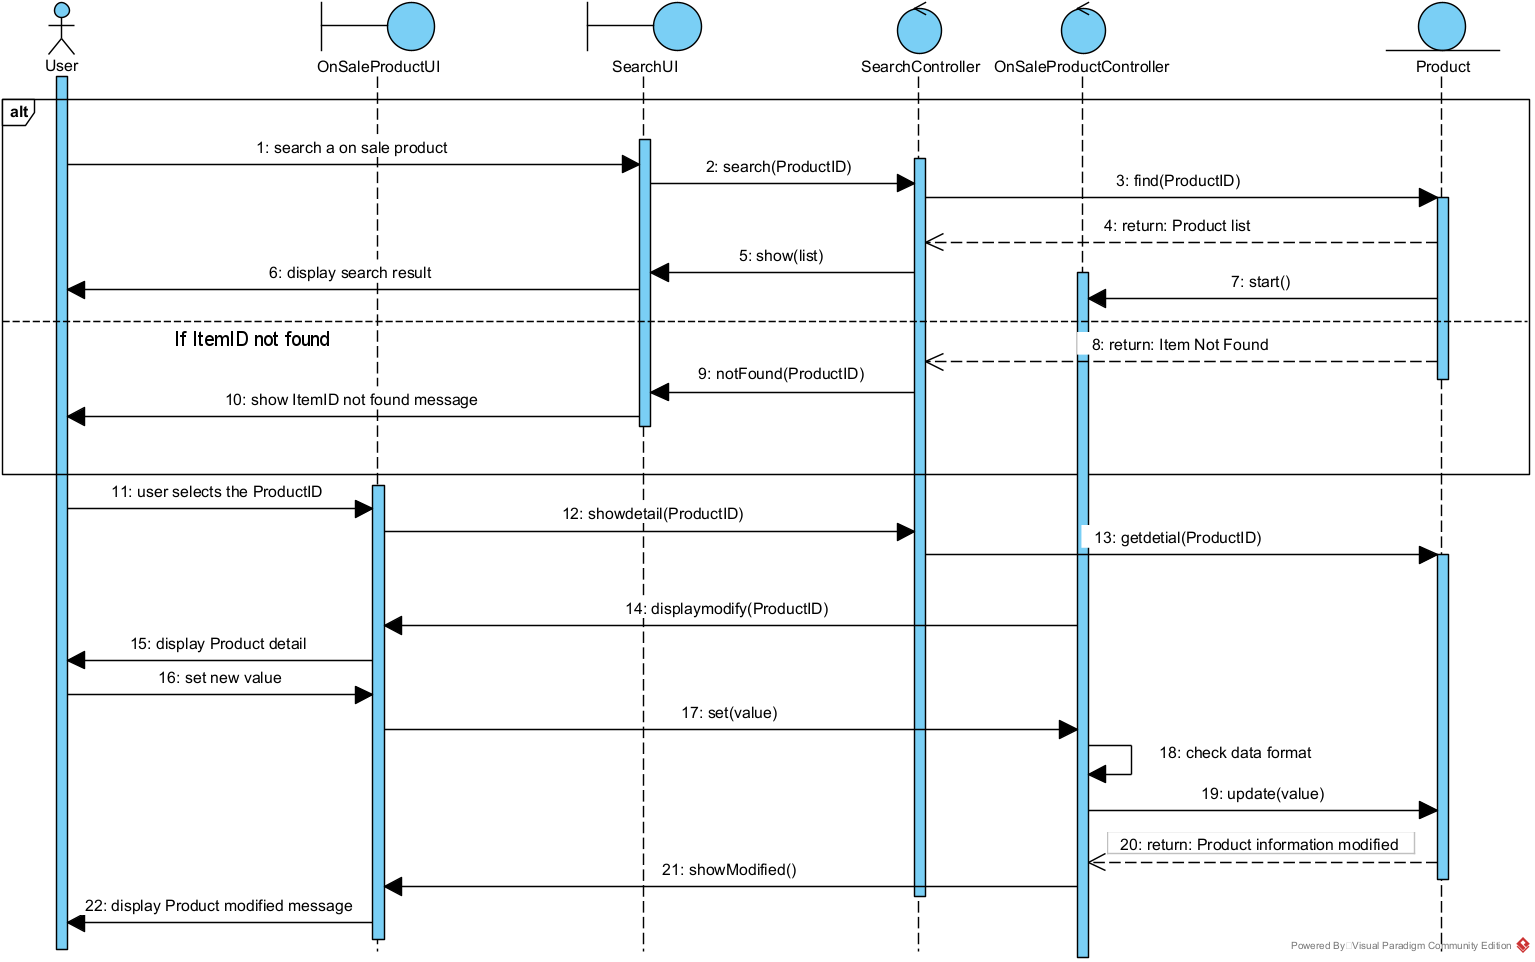 User
OnSaleProductUI
SearchUI
SearchController
OnSaleProductController
Product
alt
1: search a on sale product
2: search(ProductID)
3: find(ProductID)
4: return: Product list
5: show(list)
6: display search result
7: start()
If ItemID not found
8: return: Item Not Found
9: notFound(ProductID)
10: show ItemID not found message
11: user selects the ProductID
12: showdetail(ProductID)
13: getdetial(ProductID)
14: displaymodify(ProductID)
15: display Product detail
16: set new value
17: set(value)
18: check data format
19: update(value)
20: return: Product information modified
21: showModified()
22: display Product modified message
Powered By Visual Paradigm Community Edition